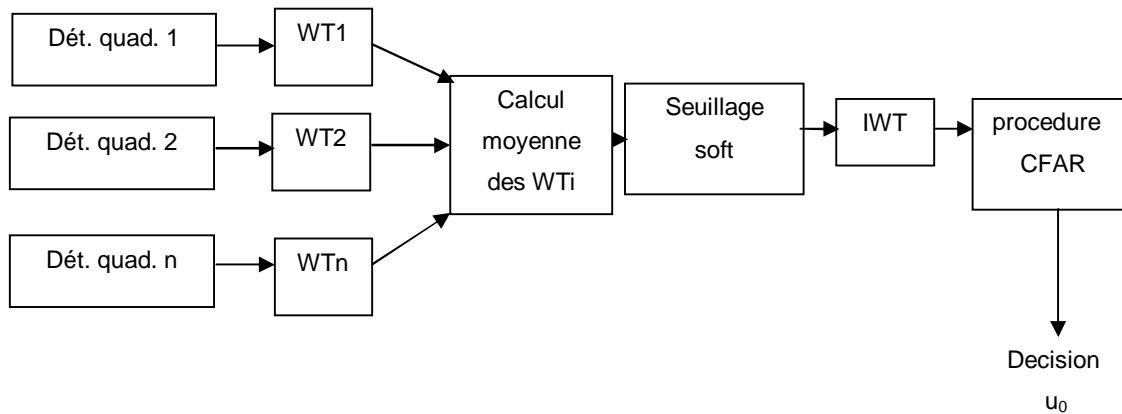 Dét. quad. 1
WT1
Dét. quad. 2
WT2
Dét. quad. n
WTn
Calcul
moyenne
des WTi
Seuillage
soft
IWT
procedure
CFAR
Decision
u₀